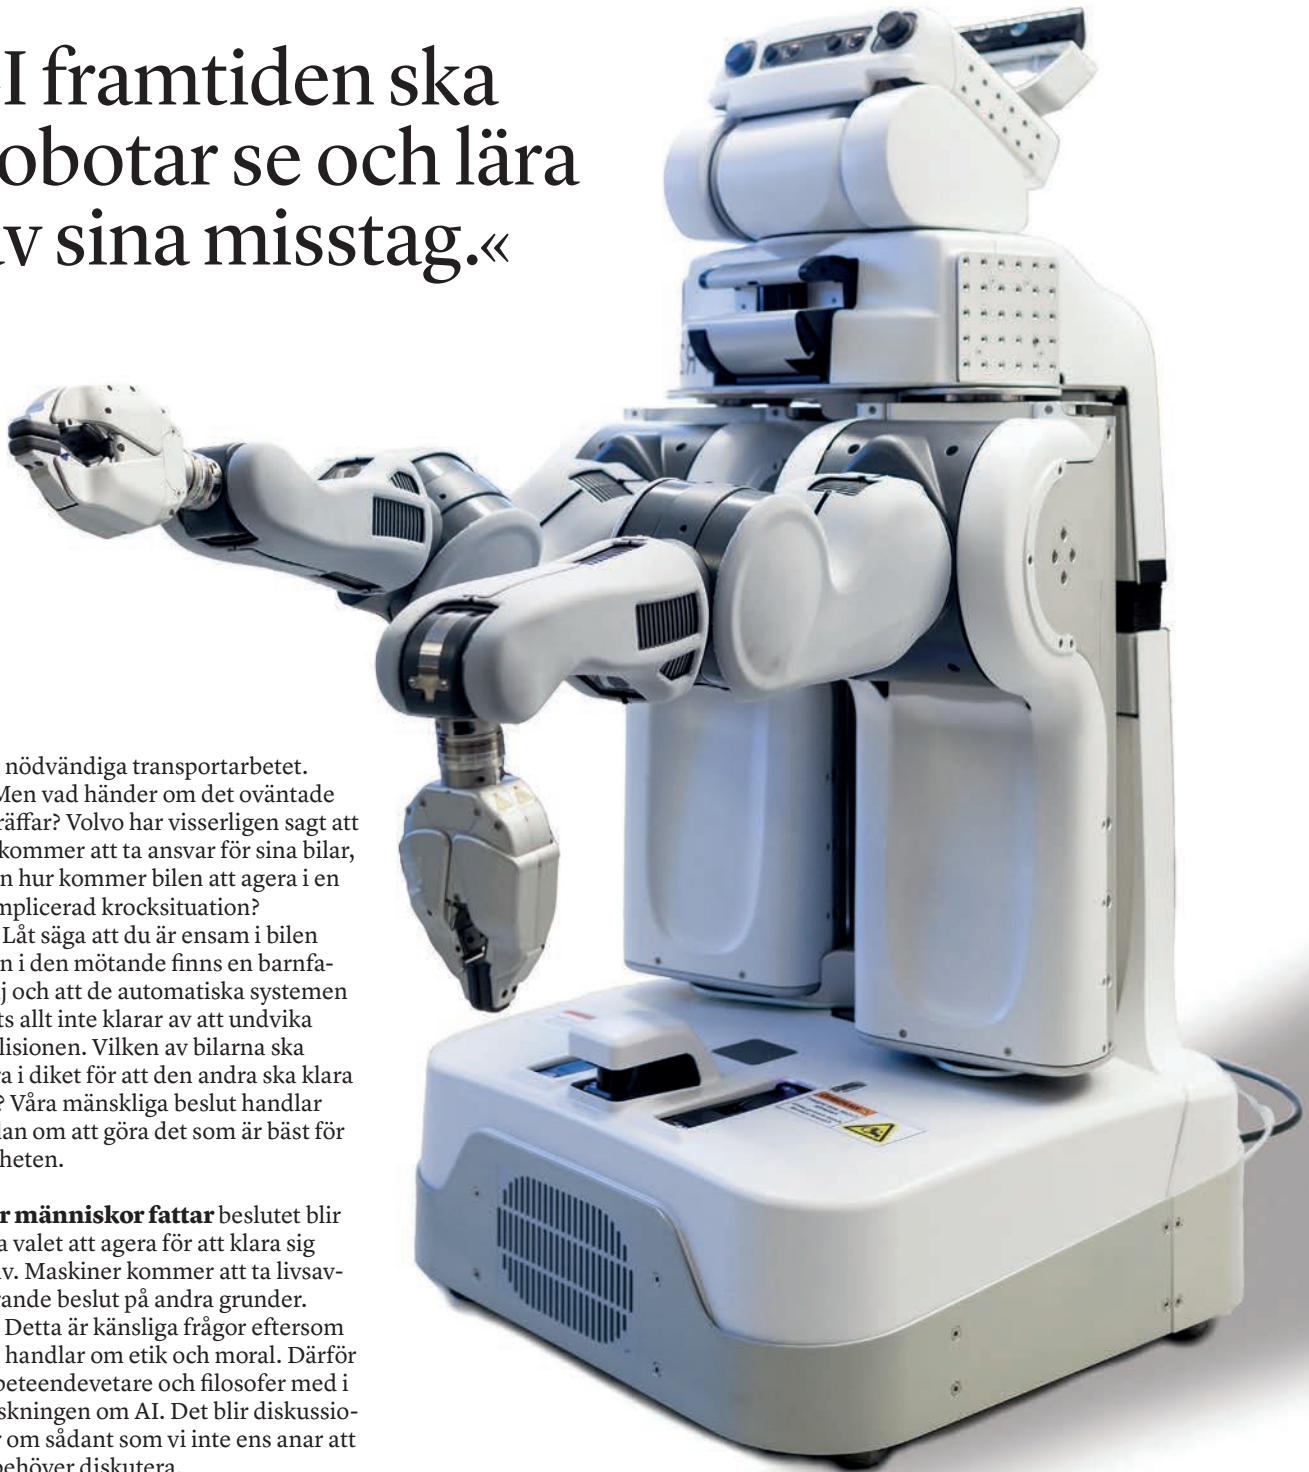 I framtiden ska
obotar se och lära
v sina misstag.«
nödvändiga transportarbetet.
Men vad händer om det oväntade
räffar? Volvo har visserligen sagt att
kommer att ta ansvar för sina bilar,
n hur kommer bilen att agera i en
mplicerad krocksituation?
Låt säga att du är ensam i bilen
n i den mötande finns en barnfa-
j och att de automatiska systemen
ts allt inte klarar av att undvika
lisionen. Vilken av bilarna ska
a i diket för att den andra ska klara
? Våra mänskliga beslut handlar
lan om att göra det som är bäst för
heten.
r människor fattar beslutet blir
a valet att agera för att klara sig
v. Maskiner kommer att ta livsav-
rande beslut på andra grunder.
Detta är känsliga frågor eftersom
handlar om etik och moral. Därför
beteendevetare och filosofer med i
skningen om AI. Det blir diskussio-
r om sådant som vi inte ens anar att
behöver diskutera.